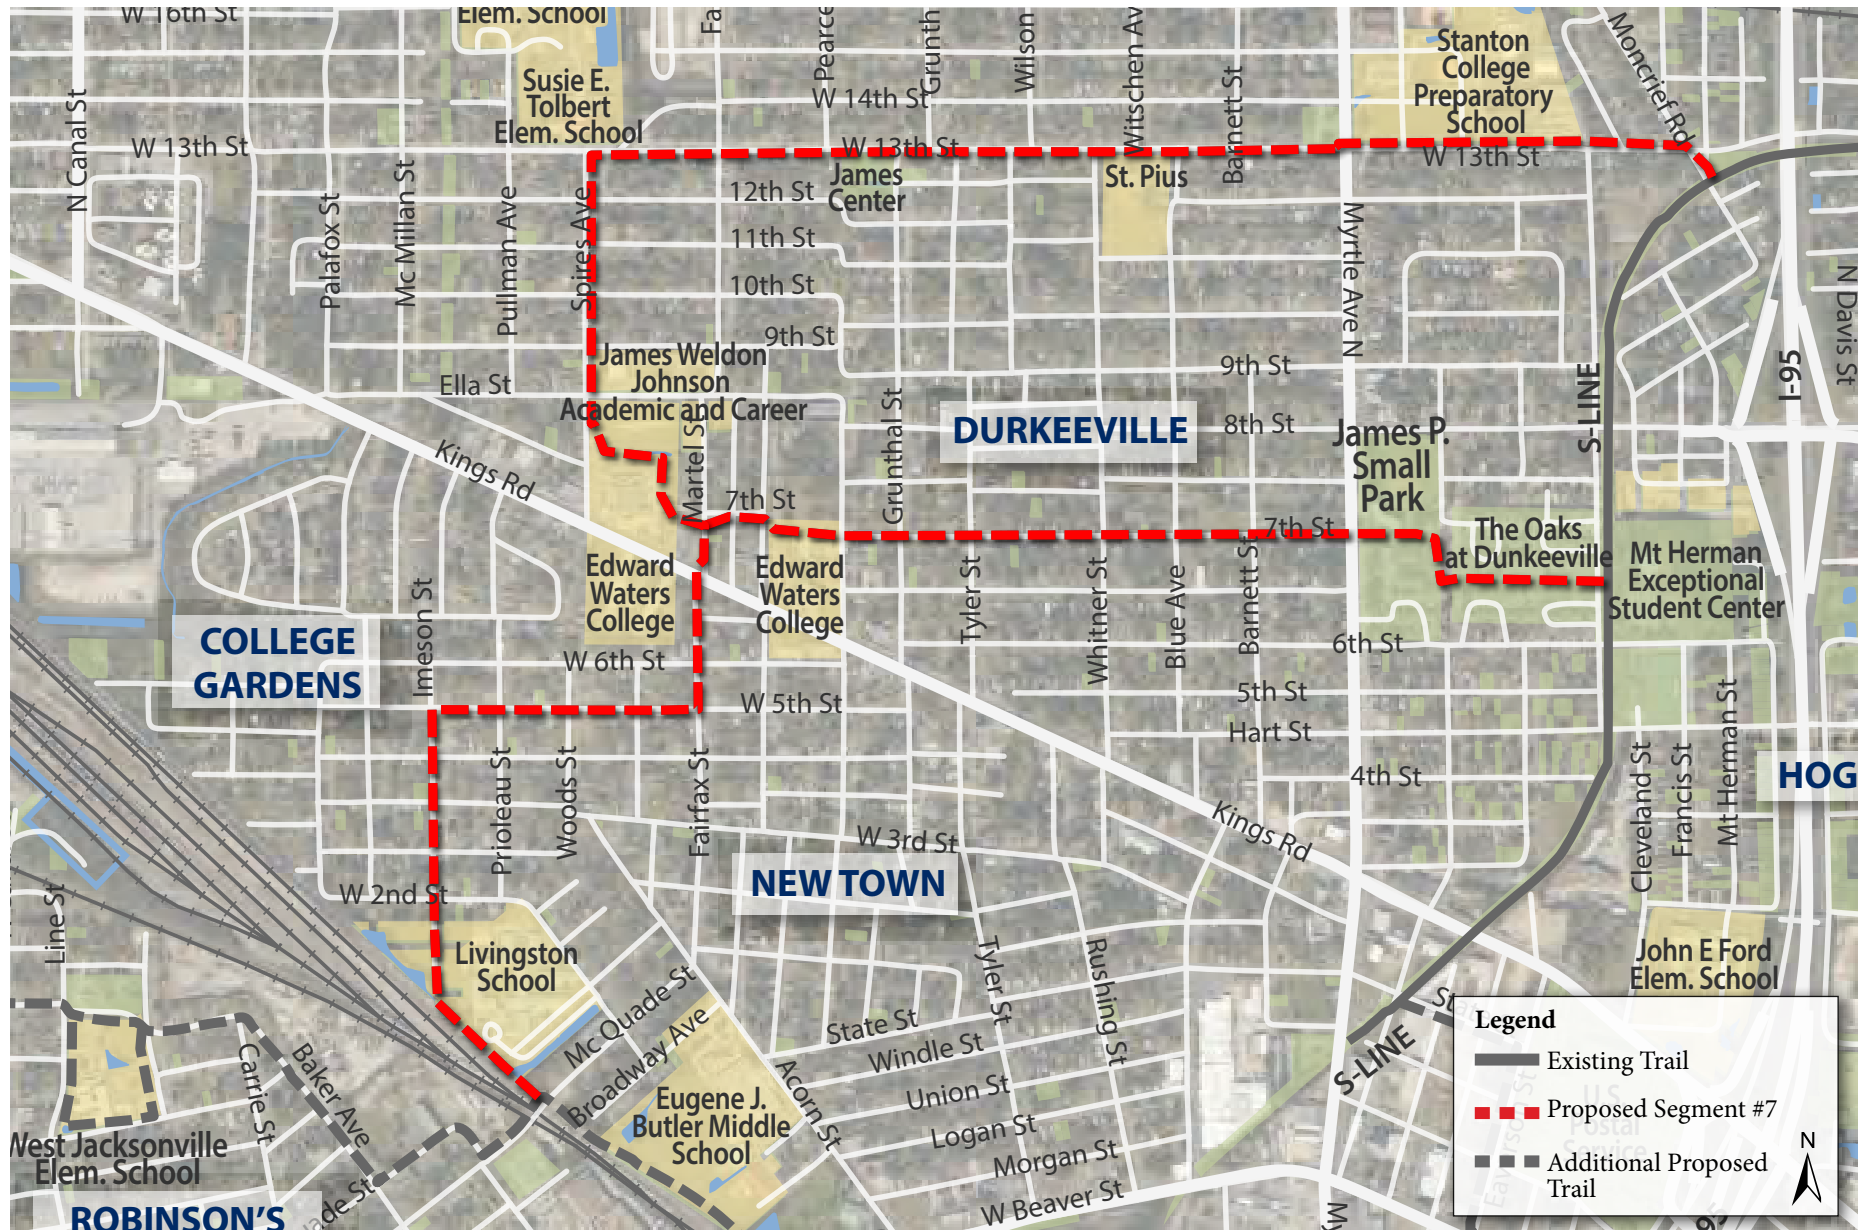 W 16th St
Elem. School
Pearce
Grunth
Wilson
Witschen Av
Moncrief Rd
Stanton
College
Preparatory
School
Susie E.
Tolbert
Elem. School
W 14th St
Barnett St
N Canal St
W 13th St
W 13th St
W 13th St
James
Center
St. Pius
12th St
Mc Millan St
Palafox St
Pullman Ave
Spires Ave
11th St
10th St
Myrtle Ave N
N Davis St
I-95
9th St
James Weldon
Johnson
Academic and Career
Ella St
9th St
8th St
S-LINE
DURKEEVILLE
James P.
Small
Park
Kings Rd
Martel St
Grunthal St
7th St
7th St
The Oaks
at Dunkeeville
Mt Herman
Exceptional
Student Center
Edward
Waters
College
Edward
Waters
College
Imeson St
Tyler St
Whitner St
Blue Ave
Barnett St
COLLEGE
GARDENS
W 6th St
6th St
W 5th St
5th St
Hart St
4th St
HOG
Prioleau St
Woods St
Fairfax St
Cleveland St
Francis St
Mt Herman St
W 3rd St
Kings Rd
NEW TOWN
W 2nd St
Line St
Livingston
School
Tyler St
Rushing St
John E Ford
Elem. School
Mc Quade St
Broadway Ave
State St
Windle St
Union St
Logan St
Morgan St
W Beaver St
Acorn St
Carrie St
Baker Ave
Eugene J.
Butler Middle
School
West Jacksonville
Elem. School
ROBINSON'S
ade St
S-LINE
State
Legend
Existing Trail
Proposed Segment #7
Additional Proposed
Trail
N
U.S.
Postal
Service
95
My